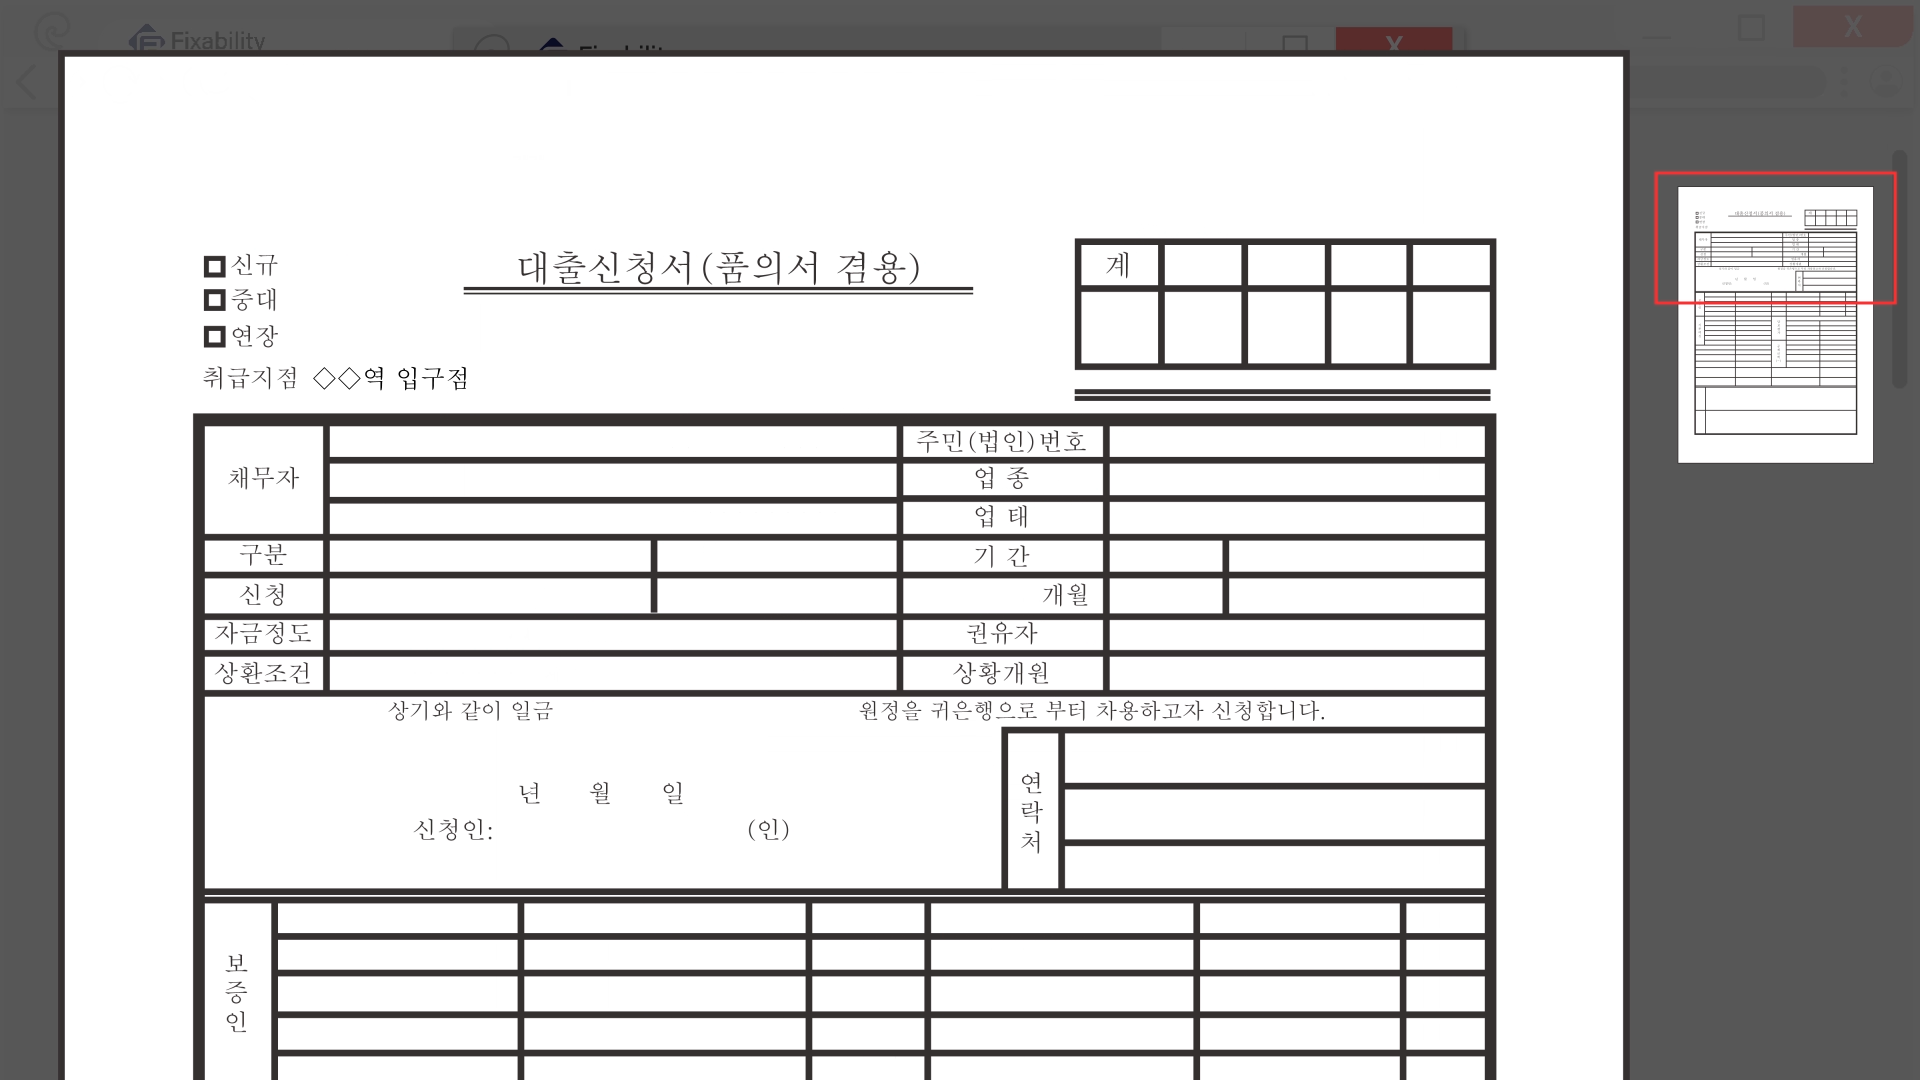 Fixability
X
X
신규
중대
연장
대출신청서(품의서 겸용)
계
취급지점 ◇◇역 입구점
채무자
주민(법인)번호
업 종
업 태
구분
기 간
신청
개월
자금정도
권유자
상환조건
상황개원
상기와 같이 일금 원정을 귀은행으로 부터 차용하고자 신청합니다.
년 월 일
신청인: (인)
연락처
보증인